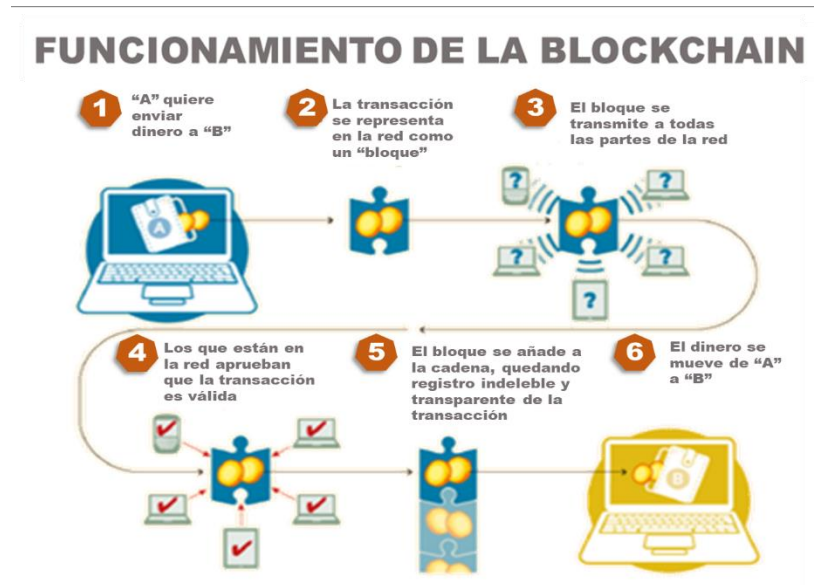 FUNCIONAMIENTO DE LA BLOCKCHAIN
1
“A” quiere
enviar
dinero a “B”
2
La transacción
se representa
en la red como
un “bloque”
3
El bloque se
transmite a todas
las partes de la red
A
?
?
?
?
?
4
Los que están en
la red aprueban
que la transacción
es válida
5
El bloque se añade a
la cadena, quedando
registro indeleble y
transparente de la
transacción
6
El dinero se
mueve de “A”
a “B”
B